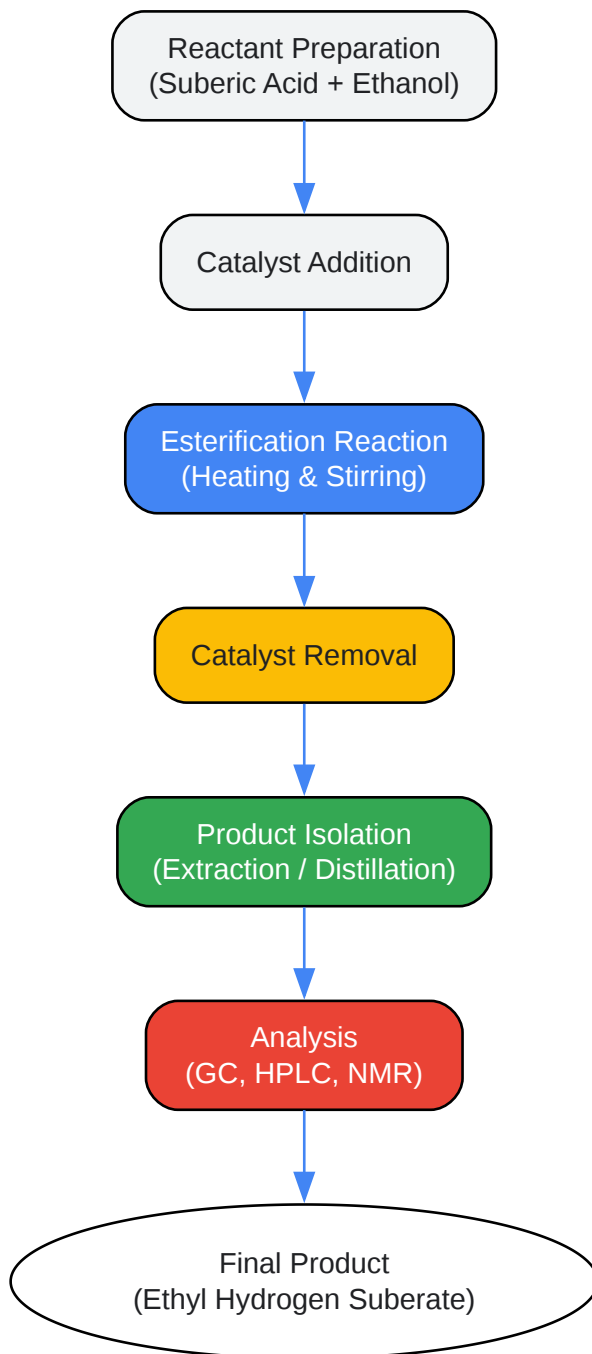 Reactant Preparation
(Suberic Acid + Ethanol)
Catalyst Addition
Esterification Reaction
(Heating & Stirring)
Catalyst Removal
Product Isolation
(Extraction / Distillation)
Analysis
(GC, HPLC, NMR)
Final Product
(Ethyl Hydrogen Suberate)